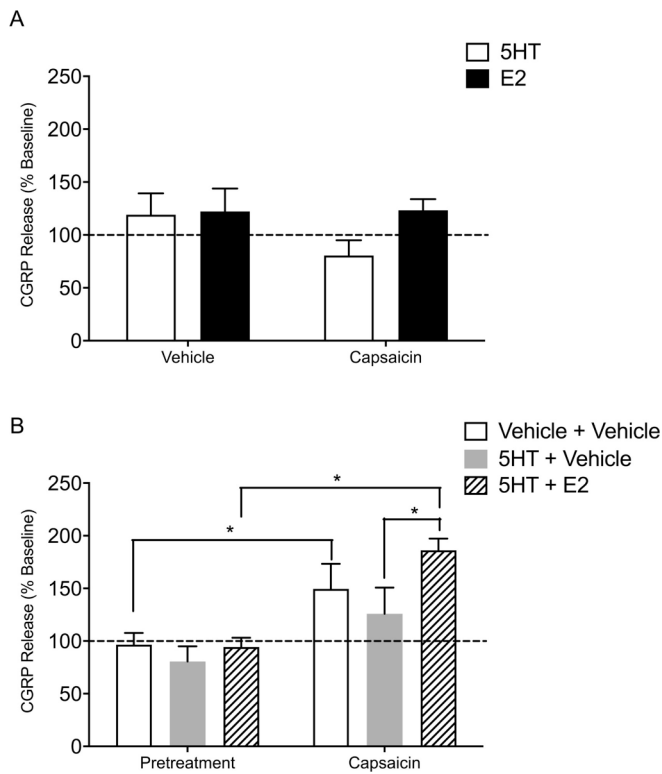 A
5HT
E2
250
200
150
100
50
0
CGRP Release (% Baseline)
Vehicle Capsaicin
B
Vehicle + Vehicle
5HT + Vehicle
5HT + E2
250
200
150
100
50
0
CGRP Release (% Baseline)
*
*
*
Pretreatment Capsaicin